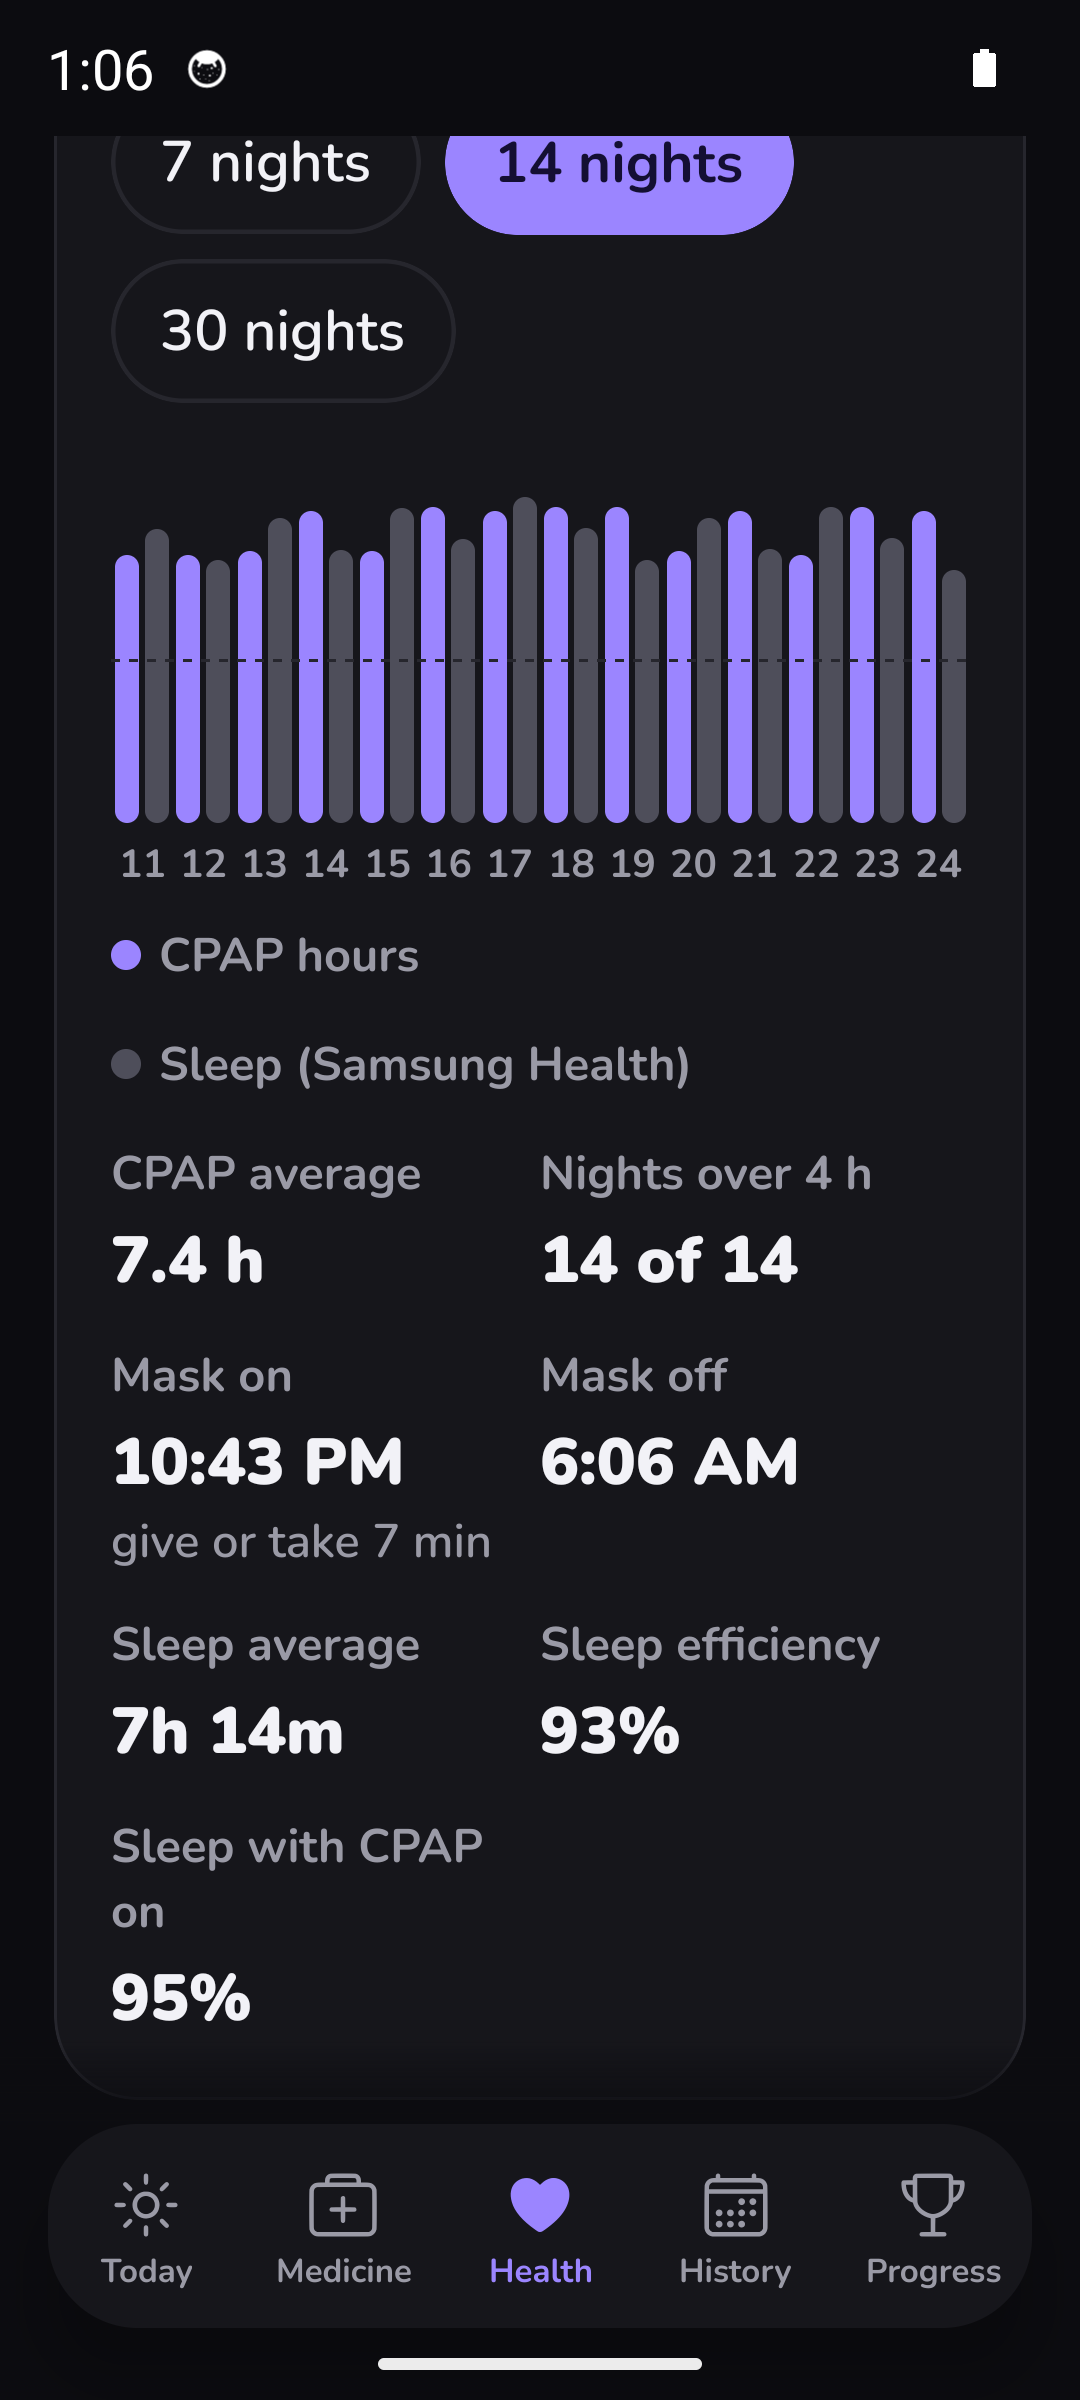 1:06
7 nights
14 nights
30 nights
11 12 13 14 15 16 17 18 19 20 21 22 23 24
CPAP hours
Sleep (Samsung Health)
CPAP average
Nights over 4 h
7.4 h
14 of 14
Mask on
Mask off
10:43 PM
6:06 AM
give or take 7 min
Sleep average
Sleep efficiency
7h 14m
93%
Sleep with CPAP
on
95%
Today
Medicine
Health
History
Progress